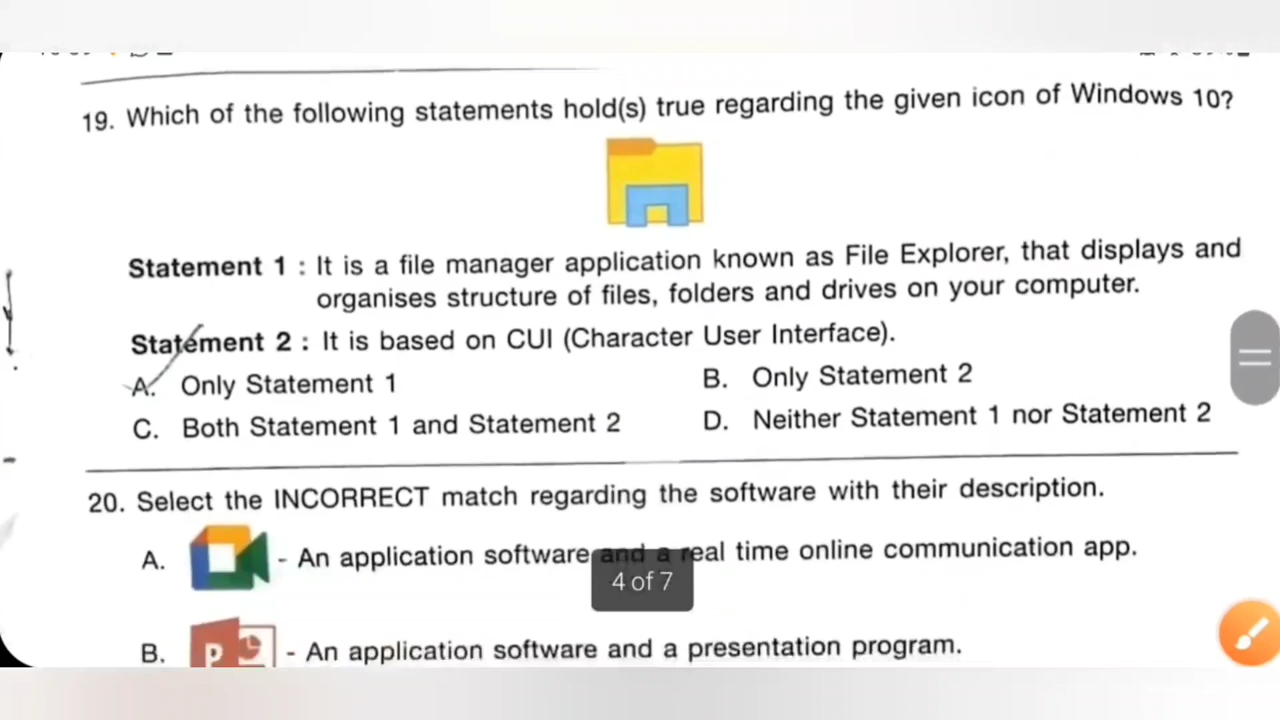 19. Which of the following statements hold(s) true regarding the given icon of Windows 10?
Statement 1 : It is a file manager application known as File Explorer, that displays and
organises structure of files, folders and drives on your computer.
Statement 2 : It is based on CUI (Character User Interface).
A. Only Statement 1
B. Only Statement 2
C. Both Statement 1 and Statement 2
D. Neither Statement 1 nor Statement 2
20. Select the INCORRECT match regarding the software with their description.
A. - An application software and a real time online communication app.
4 of 7
B. P - An application software and a presentation program.